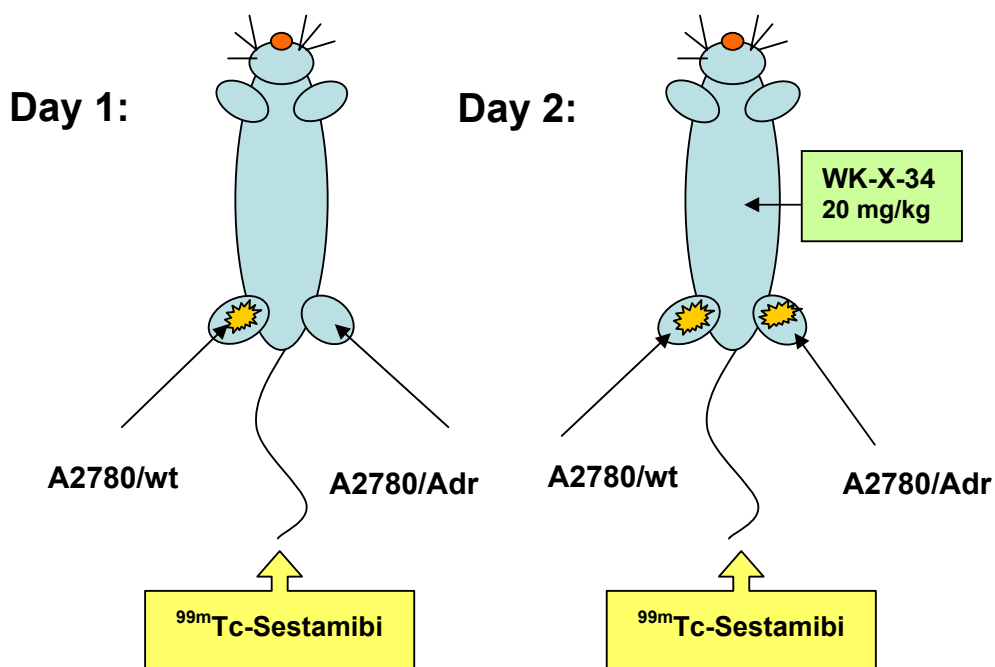 Day 1:
Day 2:
WK-X-34
20 mg/kg
A2780/wt
A2780/Adr
A2780/wt
A2780/Adr
99mTc-Sestamibi
99mTc-Sestamibi